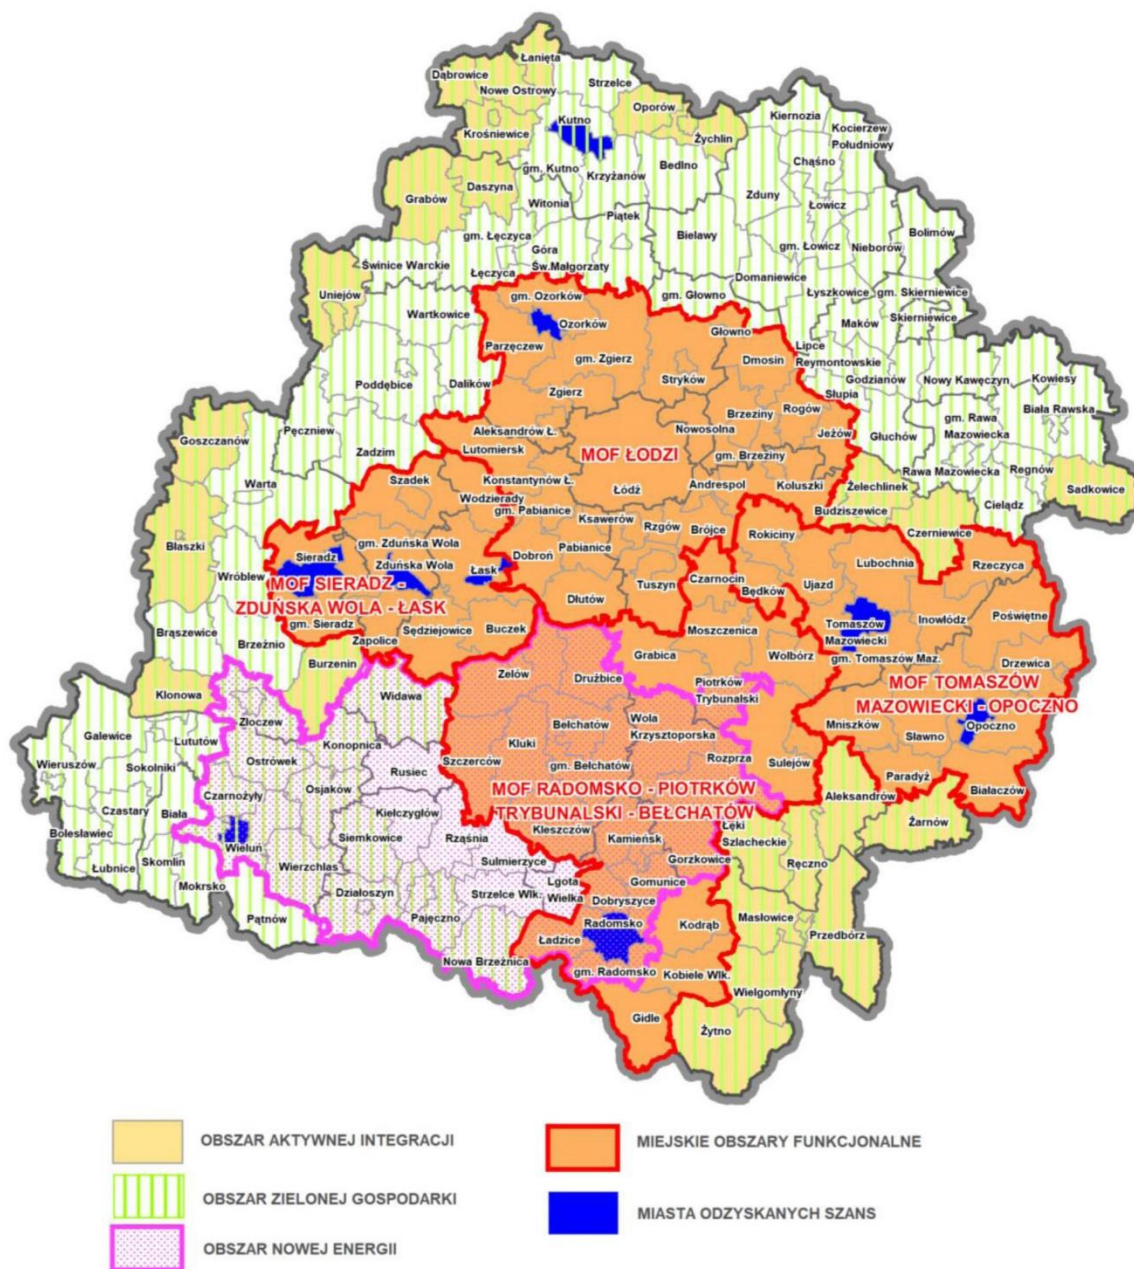 Łanięta
Dąbrowice
Nowe Ostrowy
Strzelce
Oporów
Kutno
Krośniewice
Żychlin
Kiernozia
Kocierzew
Południowy
Chąśno
Bedlno
gm. Kutno
Krzyżanów
Daszyna
Grabów
Witonia
Zduny
Łowicz
Piątek
Bielawy
Bolimów
gm. Łęczyca
Góra
Św.Małgorzaty
gm. Łowicz
Nieborów
Świnice Warckie
Łęczyca
Domaniewice
Uniejów
gm. Ozorków
gm. Głowno
Łyszkowice
gm. Skierniewice
Wartkowice
Ozorków
Głowno
Maków
Skierniewice
Parzęczew
gm. Zgierz
Dmosin
Lipce
Reymontowskie
Poddębice
Dalików
Zgierz
Stryków
Godzianów
Nowy Kawęczyn
Kowiesy
Słupia
Biała Rawska
Brzeziny
Rogów
gm. Rawa
Mazowiecka
Pęczniew
Aleksandrów Ł.
Nowosolna
Jeżów
Głuchów
Goszczanów
Zadzim
Lutomiersk
MOF ŁODZI
gm. Brzeziny
Rawa Mazowiecka
Regnów
Szadek
Konstantynów Ł.
Łódź
Andrespol
Koluszki
Żelechlinek
Sadkowice
Warta
Wodzierady
gm. Pabianice
Budziszewice
Cielądz
Ksawerów
Rzgów
Brójce
Rokiciny
Czerniewice
Błaszki
gm. Zduńska Wola
Sieradz
Zduńska Wola
Łask
Dobroń
Pabianice
Lubochnia
Rzeczyca
Wróblew
MOF SIERADZ -
ZDUŃSKA WOLA - ŁASK
Tuszyn
Czarnocin
Będków
Ujazd
Dłutów
Inowłódz
Poświętne
gm. Sieradz
Sędziejowice
Buczek
Moszczenica
Tomaszów
Mazowiecki
Brąszewice
Brzeźnio
Zapolice
Grabica
Wolbórz
gm. Tomaszów Maz.
Drzewica
Burzenin
Zelów
Drużbice
Piotrków
Trybunalski
MOF TOMASZÓW
MAZOWIECKI - OPOCZNO
Klonowa
Widawa
Złoczew
Bełchatów
Wola
Krzysztoporska
Mniszków
Sławno
Opoczno
Galewice
Lututów
Konopnica
Kluki
Wieruszów
Sokolniki
Ostrówek
Rusiec
Szczerców
gm. Bełchatów
Rozprza
Sulejów
Paradyż
Czarnożyły
Osjaków
MOF RADOMSKO - PIOTRKÓW
TRYBUNALSKI - BEŁCHATÓW
Aleksandrów
Białaczów
Czastary
Biała
Kiełczygłów
Bolesławiec
Wieluń
Siemkowice
Rząśnia
Kleszczów
Kamieńsk
Łęki
Szlacheckie
Żarnów
Łubnice
Skomlin
Wierzchlas
Sulmierzyce
Gorzkowice
Ręczno
Mokrsko
Działoszyn
Strzelce Wlk.
Lgota
Wielka
Gomunice
Pątnów
Pajęczno
Dobryszyce
Masłowice
Radomsko
Kodrąb
Przedbórz
Nowa Brzeźnica
Ładzice
gm. Radomsko
Kobiele Wlk.
Wielgomłyny
Gidle
Żytno
OBSZAR AKTYWNEJ INTEGRACJI
MIEJSKIE OBSZARY FUNKCJONALNE
OBSZAR ZIELONEJ GOSPODARKI
MIASTA ODZYSKANYCH SZANS
OBSZAR NOWEJ ENERGII